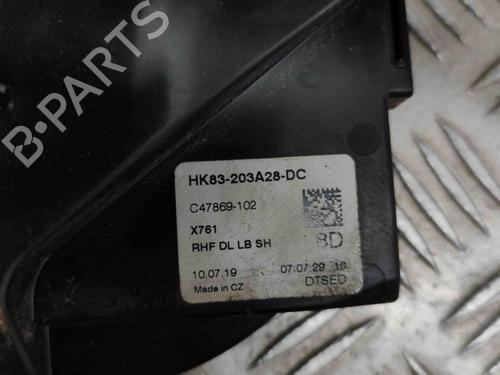 B-PARTS
HK83-203A28-DC
C47869-102
X761
RHF DL LB SH 8D
10.07.19 07:07:29 10
Made in CZ DTSED